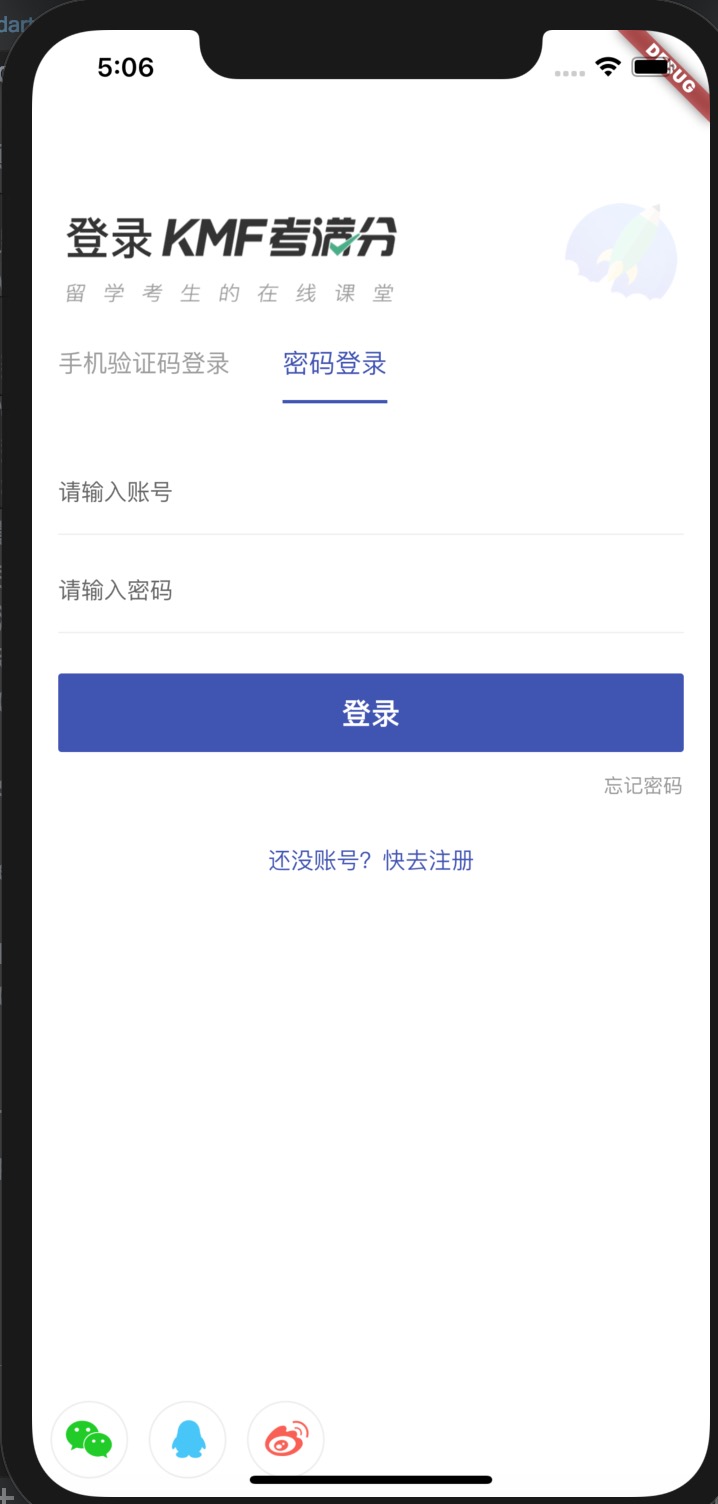 dart
5:06
DEBUG
登录 KMF考满分
留学考生的在线课堂
手机验证码登录 密码登录
请输入账号
请输入密码
登录
忘记密码
还没账号？快去注册